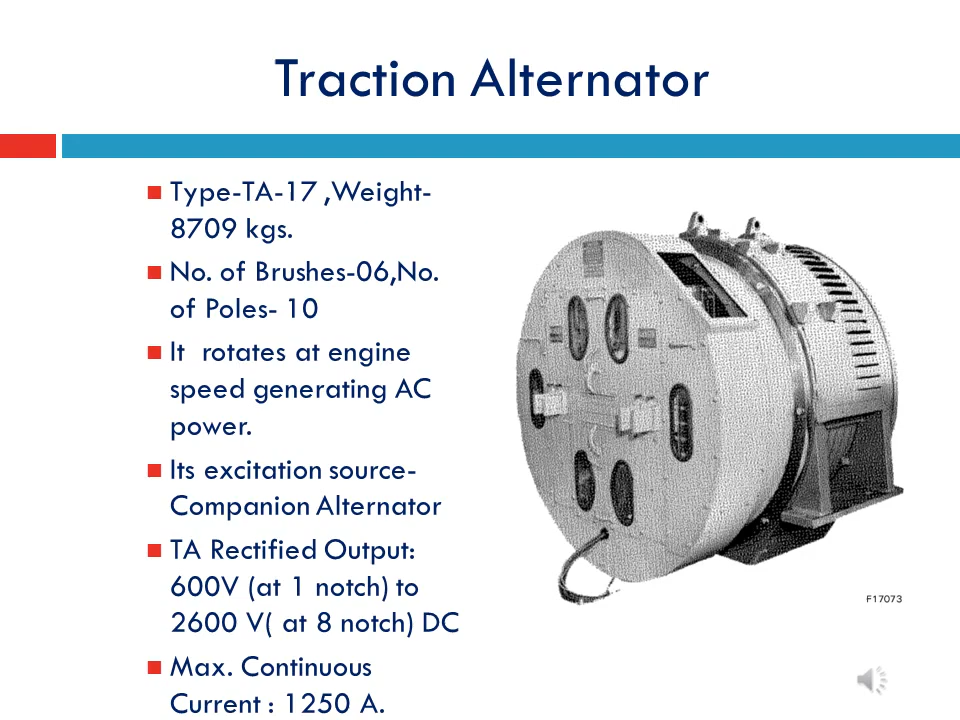 Traction Alternator
Type-TA-17 ,Weight-
8709 kgs.
No. of Brushes-06,No.
of Poles- 10
It  rotates at engine
speed generating AC
power.
Its excitation source-
Companion Alternator
TA Rectified Output:
600V (at 1 notch) to
2600 V( at 8 notch) DC
Max. Continuous
Current : 1250 A.
F17073